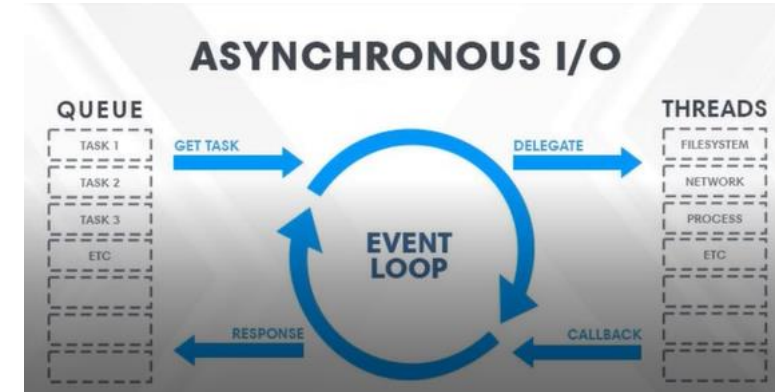 ASYNCHRONOUS I/O
QUEUE
TASK 1
TASK 2
TASK 3
ETC
GET TASK
RESPONSE
EVENT
LOOP
DELEGATE
CALLBACK
THREADS
FILESYSTEM
NETWORK
PROCESS
ETC